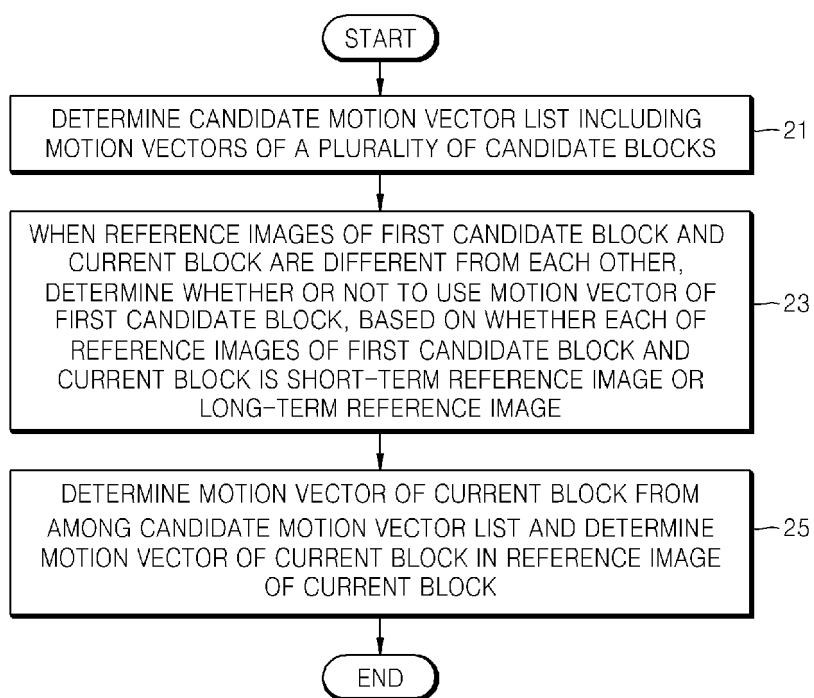 START
DETERMINE CANDIDATE MOTION VECTOR LIST INCLUDING
MOTION VECTORS OF A PLURALITY OF CANDIDATE BLOCKS
21
WHEN REFERENCE IMAGES OF FIRST CANDIDATE BLOCK AND
CURRENT BLOCK ARE DIFFERENT FROM EACH OTHER,
DETERMINE WHETHER OR NOT TO USE MOTION VECTOR OF
FIRST CANDIDATE BLOCK, BASED ON WHETHER EACH OF
REFERENCE IMAGES OF FIRST CANDIDATE BLOCK AND
CURRENT BLOCK IS SHORT-TERM REFERENCE IMAGE OR
LONG-TERM REFERENCE IMAGE
23
DETERMINE MOTION VECTOR OF CURRENT BLOCK FROM
AMONG CANDIDATE MOTION VECTOR LIST AND DETERMINE
MOTION VECTOR OF CURRENT BLOCK IN REFERENCE IMAGE
OF CURRENT BLOCK
25
END